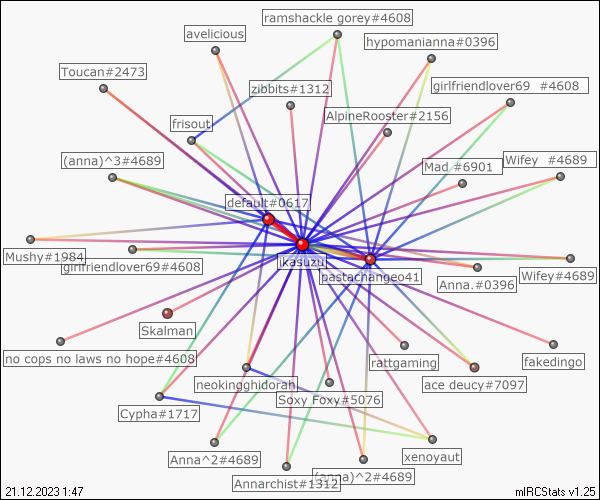 ramshackle gorey#4608
avelicious
hypomanianna#0396
Toucan#2473
zibbits#1312
girlfriendlover69 #4608
AlpineRooster#2156
frisout
(anna)^3#4689
Mad #6901
Wifey #4689
default#0617
Mushy#1984
girlfriendlover69#4608
ikasuzu
pastachangeo41
Anna.#0396
Wifey#4689
Skalman
no cops no laws no hope#4608
rattgaming
fakedingo
neokingghidorah
Soxy Foxy#5076
ace deucy#7097
Cypha#1717
Anna^2#4689
xenoyaut
Annarchist#1312
(anna)^2#4689
21.12.2023 1:47
mIRCStats v1.25